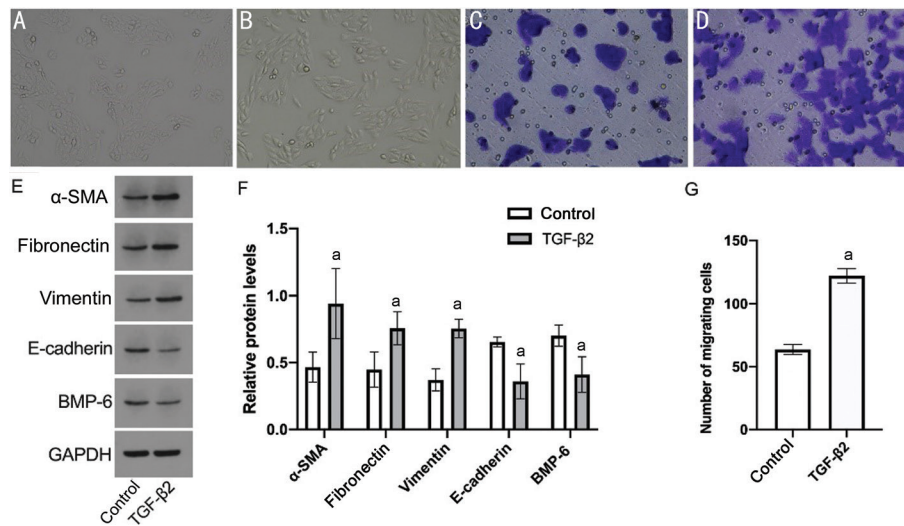 A
B
C
D
E
α-SMA
Fibronectin
Vimentin
E-cadherin
BMP-6
GAPDH
Control
TGF-β2
F
Control
TGF-β2
Relative protein levels
1.5
1.0
0.5
0.0
a
a
a
a
a
α-SMA
Fibronectin
Vimentin
E-cadherin
BMP-6
G
Number of migrating cells
150
100
50
0
a
Control
TGF-β2